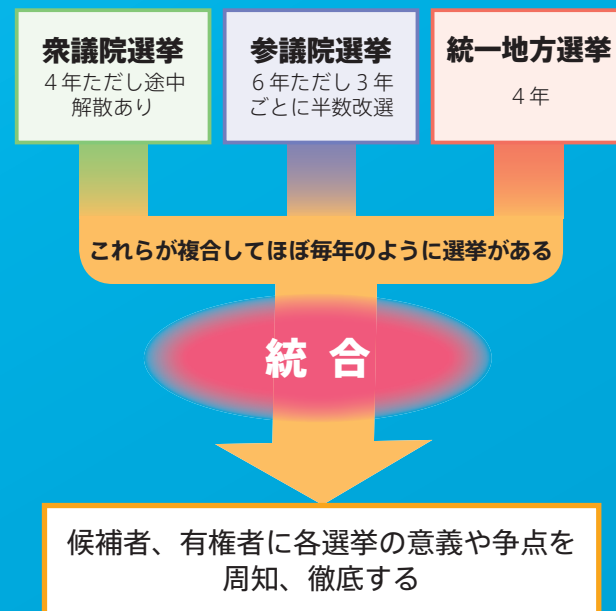 衆議院選挙
4年ただし途中
解散あり
参議院選挙
6年ただし3年
ごとに半数改選
統一地方選挙
4年
これらが複合してほぼ毎年のように選挙がある
統合
候補者、有権者に各選挙の意義や争点を
周知、徹底する